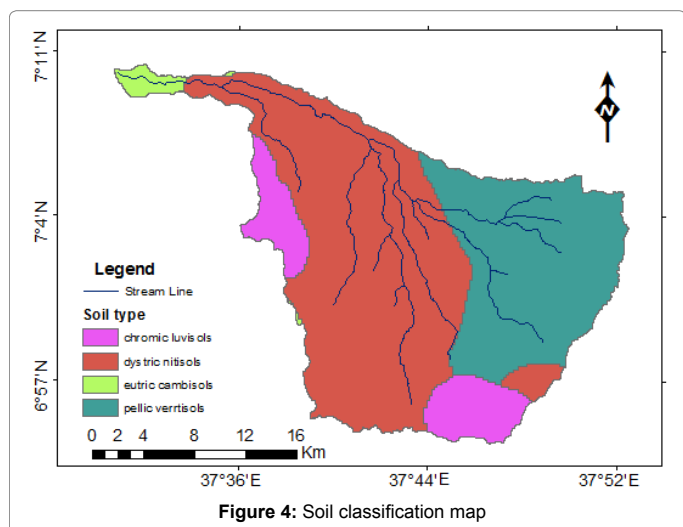 7°11'N
7°41'N
6°57'N
N
Legend
Stream Line
Soil type
chromic luvisols
dystric nitisols
eutric cambisols
pellic verrtisols
0 2 4 8 12 16
Km
37°36'E 37°44'E 37°52'E
Figure 4: Soil classification map